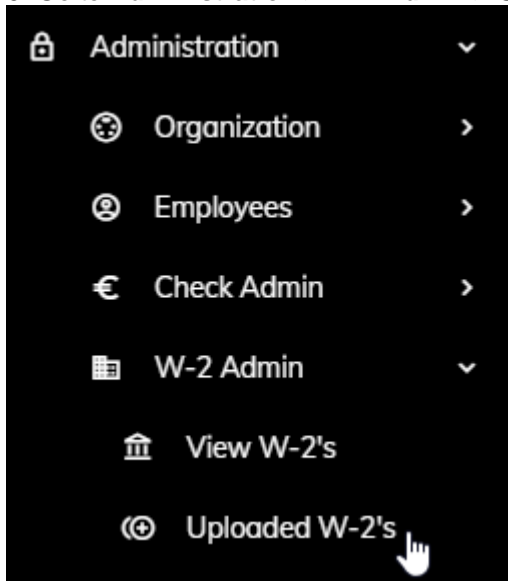 Administration
Organization
Employees
€ Check Admin
W-2 Admin
View W-2's
Uploaded W-2's